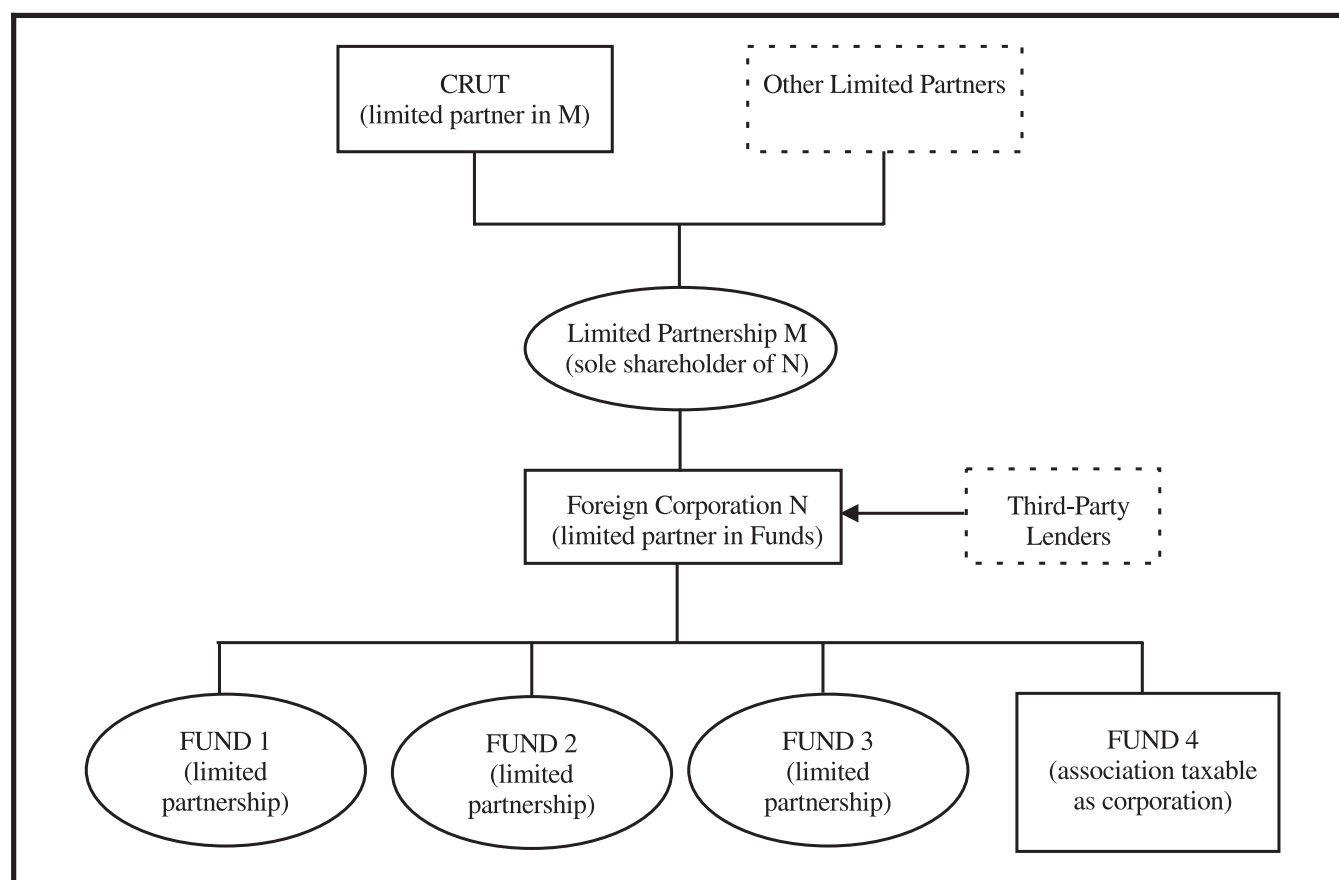 CRUT
(limited partner in M)
Other Limited Partners
Limited Partnership M
(sole shareholder of N)
Foreign Corporation N
(limited partner in Funds)
Third-Party
Lenders
FUND 1
(limited
partnership)
FUND 2
(limited
partnership)
FUND 3
(limited
partnership)
FUND 4
(association taxable
as corporation)